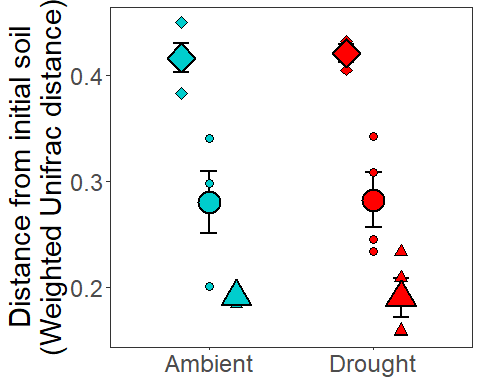 Distance from initial soil
(Weighted Unifrac distance)
0.4
0.3
0.2
Ambient Drought